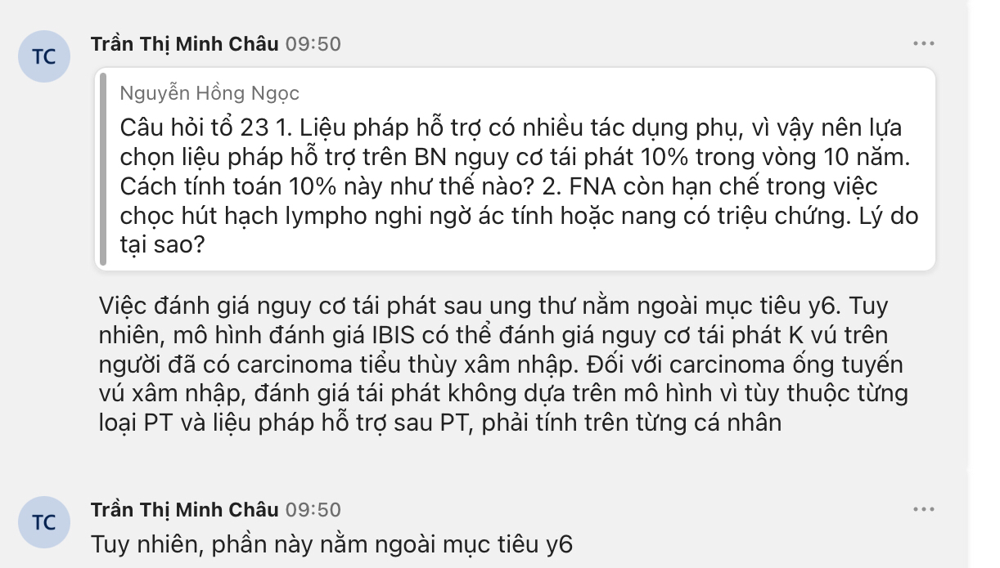 TC
Trần Thị Minh Châu 09:50
Nguyễn Hồng Ngọc
Câu hỏi tổ 23 1. Liệu pháp hỗ trợ có nhiều tác dụng phụ, vì vậy nên lựa
chọn liệu pháp hỗ trợ trên BN nguy cơ tái phát 10% trong vòng 10 năm.
Cách tính toán 10% này như thế nào? 2. FNA còn hạn chế trong việc
chọc hút hạch lympho nghi ngờ ác tính hoặc nang có triệu chứng. Lý do
tại sao?
Việc đánh giá nguy cơ tái phát sau ung thư nằm ngoài mục tiêu y6. Tuy
nhiên, mô hình đánh giá IBIS có thể đánh giá nguy cơ tái phát K vú trên
người đã có carcinoma tiểu thùy xâm nhập. Đối với carcinoma ống tuyến
vú xâm nhập, đánh giá tái phát không dựa trên mô hình vì tùy thuộc từng
loại PT và liệu pháp hỗ trợ sau PT, phải tính trên từng cá nhân
TC
Trần Thị Minh Châu 09:50
Tuy nhiên, phần này nằm ngoài mục tiêu y6